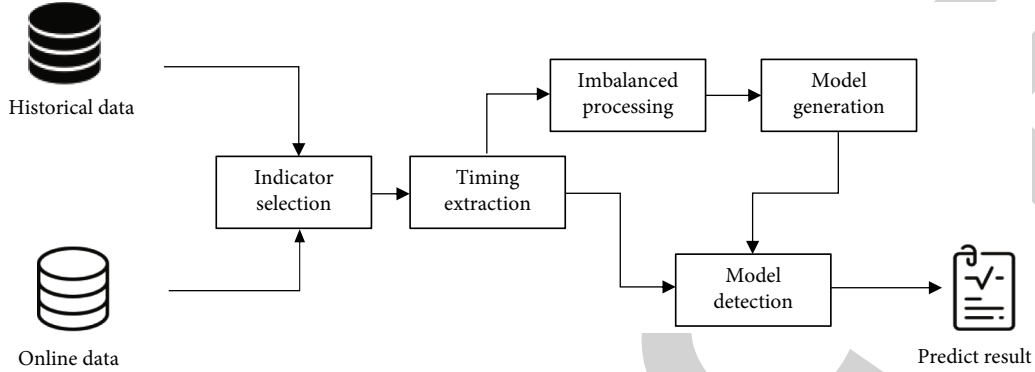 Historical data
Imbalanced
processing
Model
generation
Indicator
selection
Timing
extraction
Model
detection
Online data
Predict result